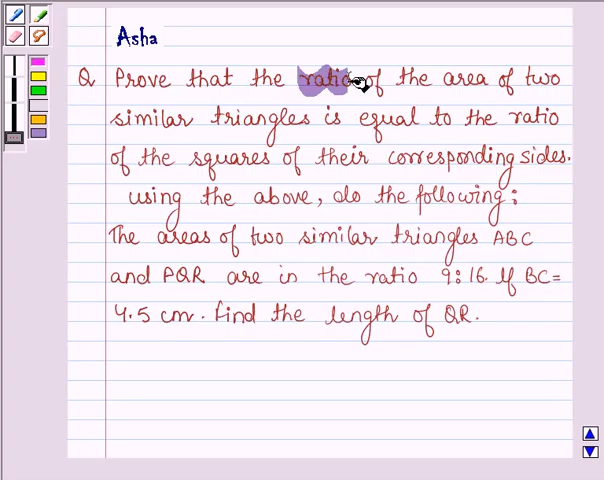 Asha
Q Prove that the ratio of the area of two
similar triangles is equal to the ratio
of the squares of their corresponding sides.
using the above, do the following:
The areas of two similar triangles ABC
and PQR are in the ratio 9:16. If BC=
4.5 cm. find the length of QR.